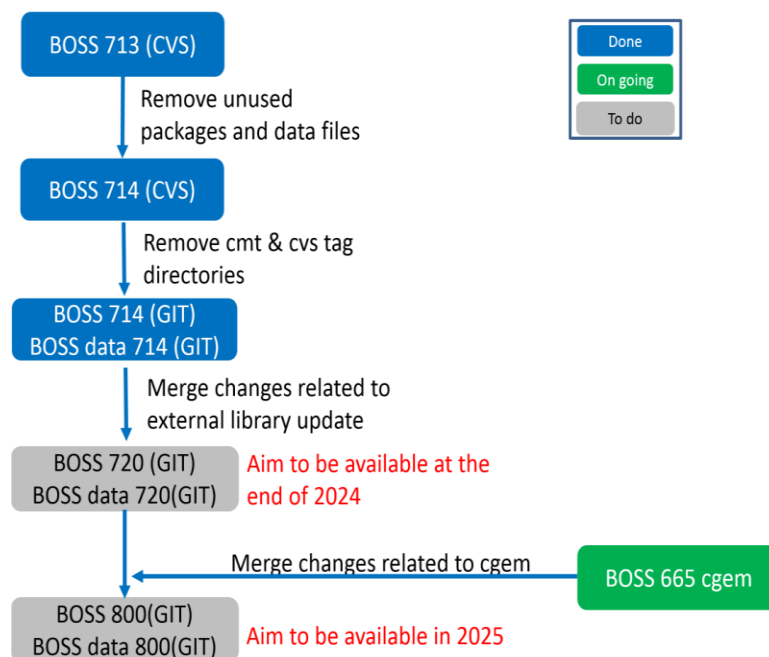 BOSS 713 (CVS)
Done
On going
To do
Remove unused
packages and data files
BOSS 714 (CVS)
Remove cmt & cvs tag
directories
BOSS 714 (GIT)
BOSS data 714 (GIT)
Merge changes related to
external library update
BOSS 720 (GIT)
BOSS data 720(GIT)
Aim to be available at the
end of 2024
Merge changes related to cgem
BOSS 665 cgem
BOSS 800(GIT)
BOSS data 800(GIT)
Aim to be available in 2025